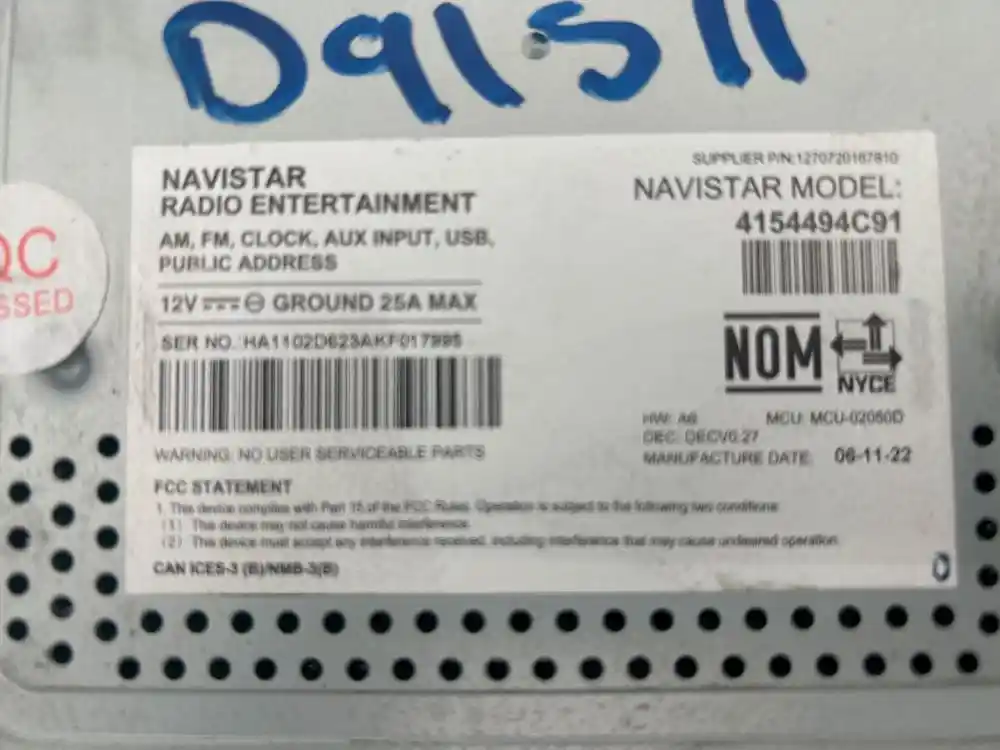 D91511
NAVISTAR
RADIO ENTERTAINMENT
AM, FM, CLOCK, AUX INPUT, USB,
PUBLIC ADDRESS
12V GROUND 25A MAX
SER NO. HA1102D623AKF017995
WARNING: NO USER SERVICEABLE PARTS
SUPPLIER P/N:1270720167810
NAVISTAR MODEL:
4154494C91
NOM
NYCE
HW: A6 MCU: MCU-02060D
DEC: DECV0.27
MANUFACTURE DATE: 06-11-22
FCC STATEMENT
1. This device complies with Part 15 of the FCC Rules. Operation is subject to the following two conditions:
(1) This device may not cause harmful interference.
(2) This device must accept any interference received, including interference that may cause undesired operation.
CAN ICES-3 (B)/NMB-3(B)
QC
SSED
0